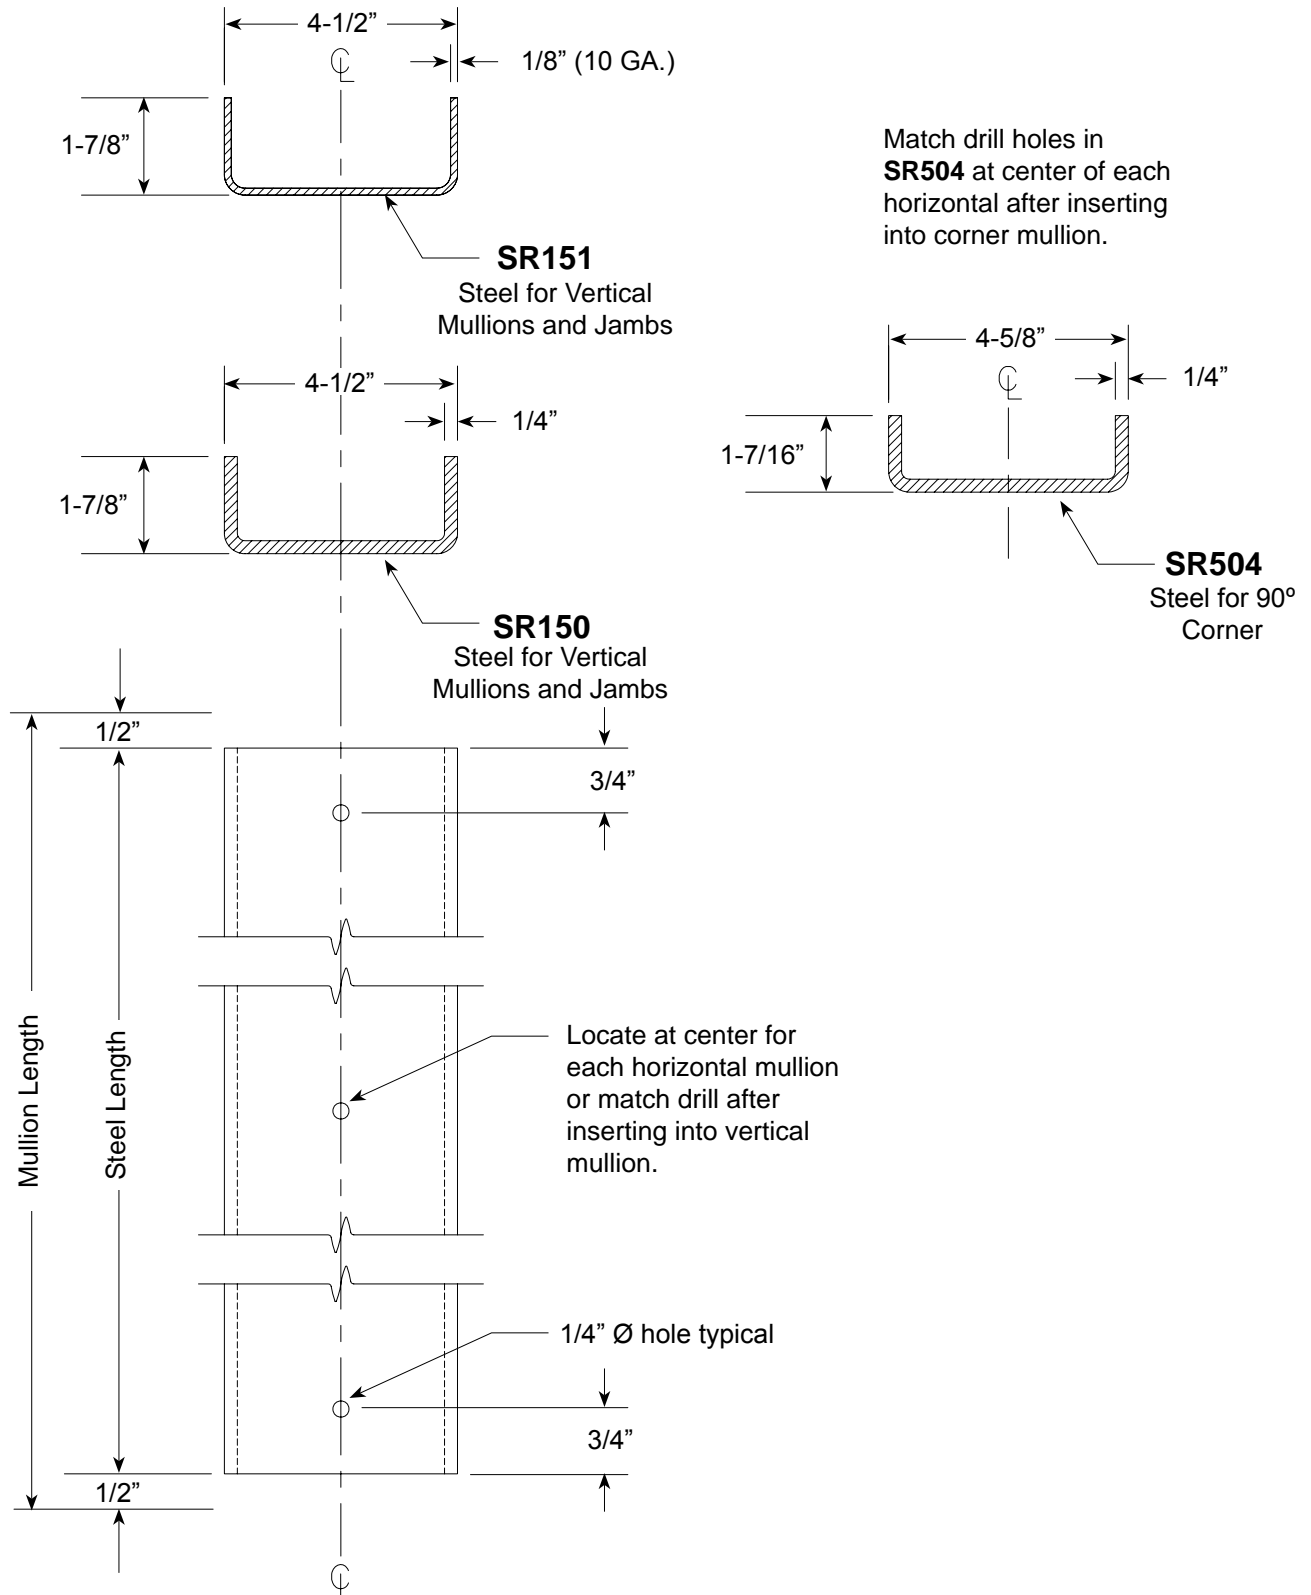 4-1/2”
℄
1/8” (10 GA.)
1-7/8”
SR151
Steel for Vertical
Mullions and Jambs
Match drill holes in
SR504 at center of each
horizontal after inserting
into corner mullion.
4-1/2”
1/4”
1-7/8”
SR150
Steel for Vertical
Mullions and Jambs
4-5/8”
℄
1/4”
1-7/16”
SR504
Steel for 90º
Corner
1/2”
3/4”
Mullion Length
Steel Length
Locate at center for
each horizontal mullion
or match drill after
inserting into vertical
mullion.
1/4” Ø hole typical
3/4”
1/2”
℄